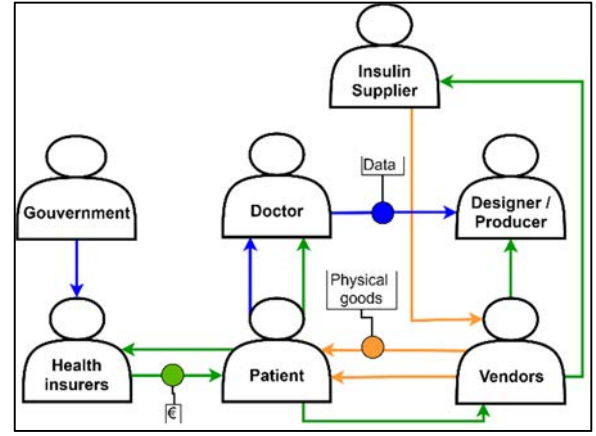 Insulin
Supplier
Data
Gouvernment
Doctor
Designer /
Producer
Physical
goods
Health
insurers
Patient
Vendors
€